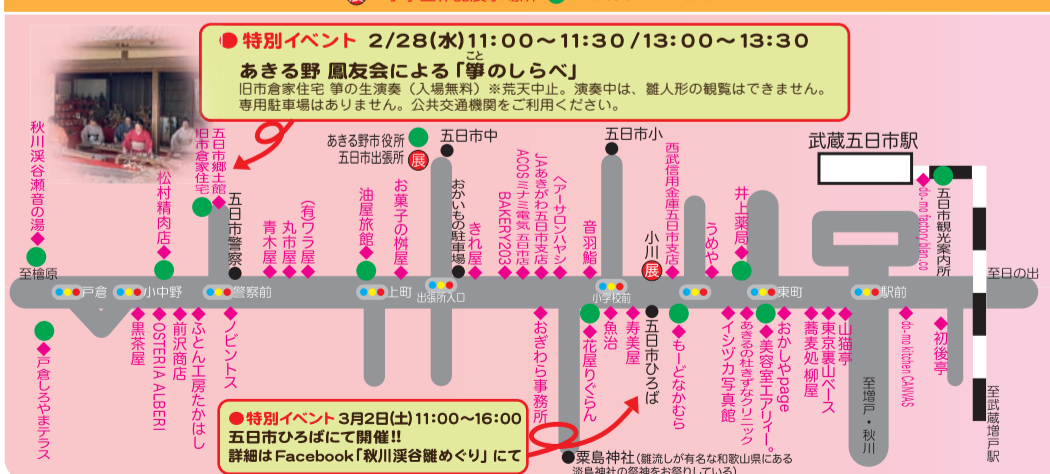 ● 特別イベント 2/28(水)11:00～11:30/13:00～13:30
あきる野 鳳友会による「箏のしらべ」
こと
旧市倉家住宅 箏の生演奏（入場無料）※荒天中止。演奏中は、雛人形の観覧はできません。
専用駐車場はありません。公共交通機関をご利用ください。
秋川渓谷瀬音の湯
松村精肉店
旧市倉家住宅
五日市郷土館
五日市警察
青木屋
丸市屋
(有)ワラ屋
油屋旅館
お菓子の桝屋
あきる野市役所
五日市出張所
展
五日市中
おかいもの駐車場
きれ屋
BAKERY203
ACOSミナミ電気 五日市店
JAあきがわ五日市支店
ヘアーサロンハヤシ
音羽鮨
五日市小
小川
展
西武信用金庫五日市支店
うめや
井上薬局
武蔵五日市駅
do-mo factory blan.co
五日市観光案内所
至檜原
戸倉
小中野
警察前
上町
出張所入口
小学校前
東町
駅前
至日の出
戸倉しろやまテラス
黒茶屋
OSTERIA ALBERI
前沢商店
ふとん工房たかはし
ノビントス
おぎわら事務所
花屋りぐらん
魚治
寿美屋
五日市ひろば
もーどなかむら
イシヅカ写真館
あきるの杜きずなクリニック
美容室エアリィー。
おかしやpage
蕎麦処 柳屋
東京裏山ベース
山猫亭
至増戸・秋川
do-mo kitchen CANVAS
初後亭
至武蔵増戸駅
● 特別イベント 3月2日(土)11:00～16:00
五日市ひろばにて開催!!
詳細はFacebook「秋川渓谷雛めぐり」にて
粟島神社(雛流しが有名な和歌山県にある
淡島神社の祭神をお祭りしている)